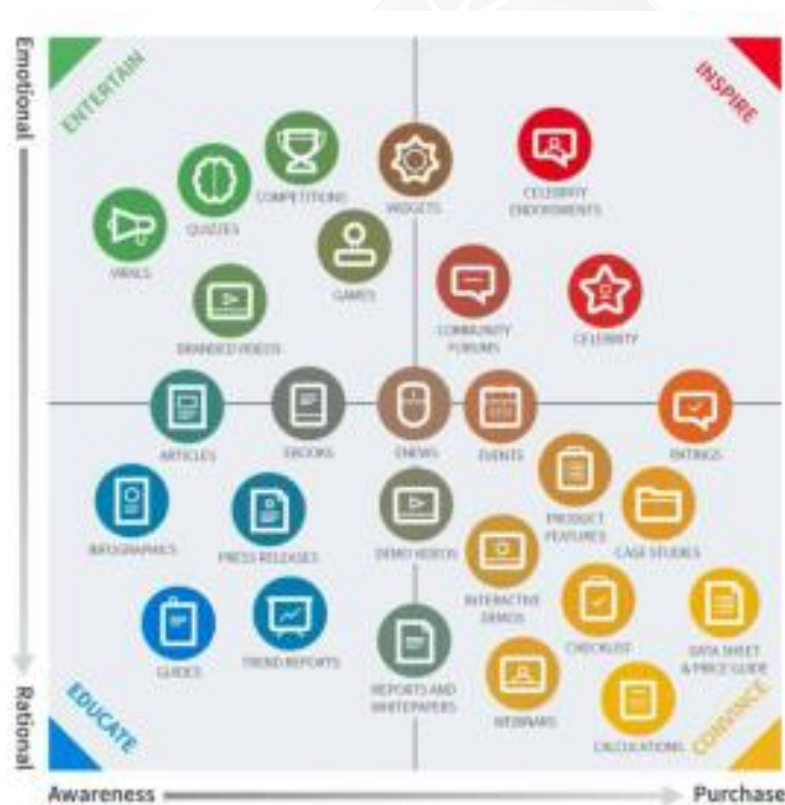 Emotional
ENTERTAIN
INSPIRE
COMPETITIONS
WIDGETS
CELEBRITY
ENDORSMENTS
QUIZZES
VIRALS
GAMES
COMMUNITY
FORUMS
CELEBRITY
BRANDED VIDEOS
ARTICLES
EBOOKS
ENEWS
EVENTS
RATINGS
INFOGRAPHICS
PRESS RELEASES
DEMO VIDEOS
PRODUCT
FEATURES
CASE STUDIES
INTERACTIVE
DEMOS
CHECKLIST
DATA SHEET
& PRICE GUIDE
GUIDES
TREND REPORTS
REPORTS AND
WHITEPAPERS
WEBINARS
CALCULATIONS
EDUCATE
CONVINCE
Rational
Awareness
Purchase